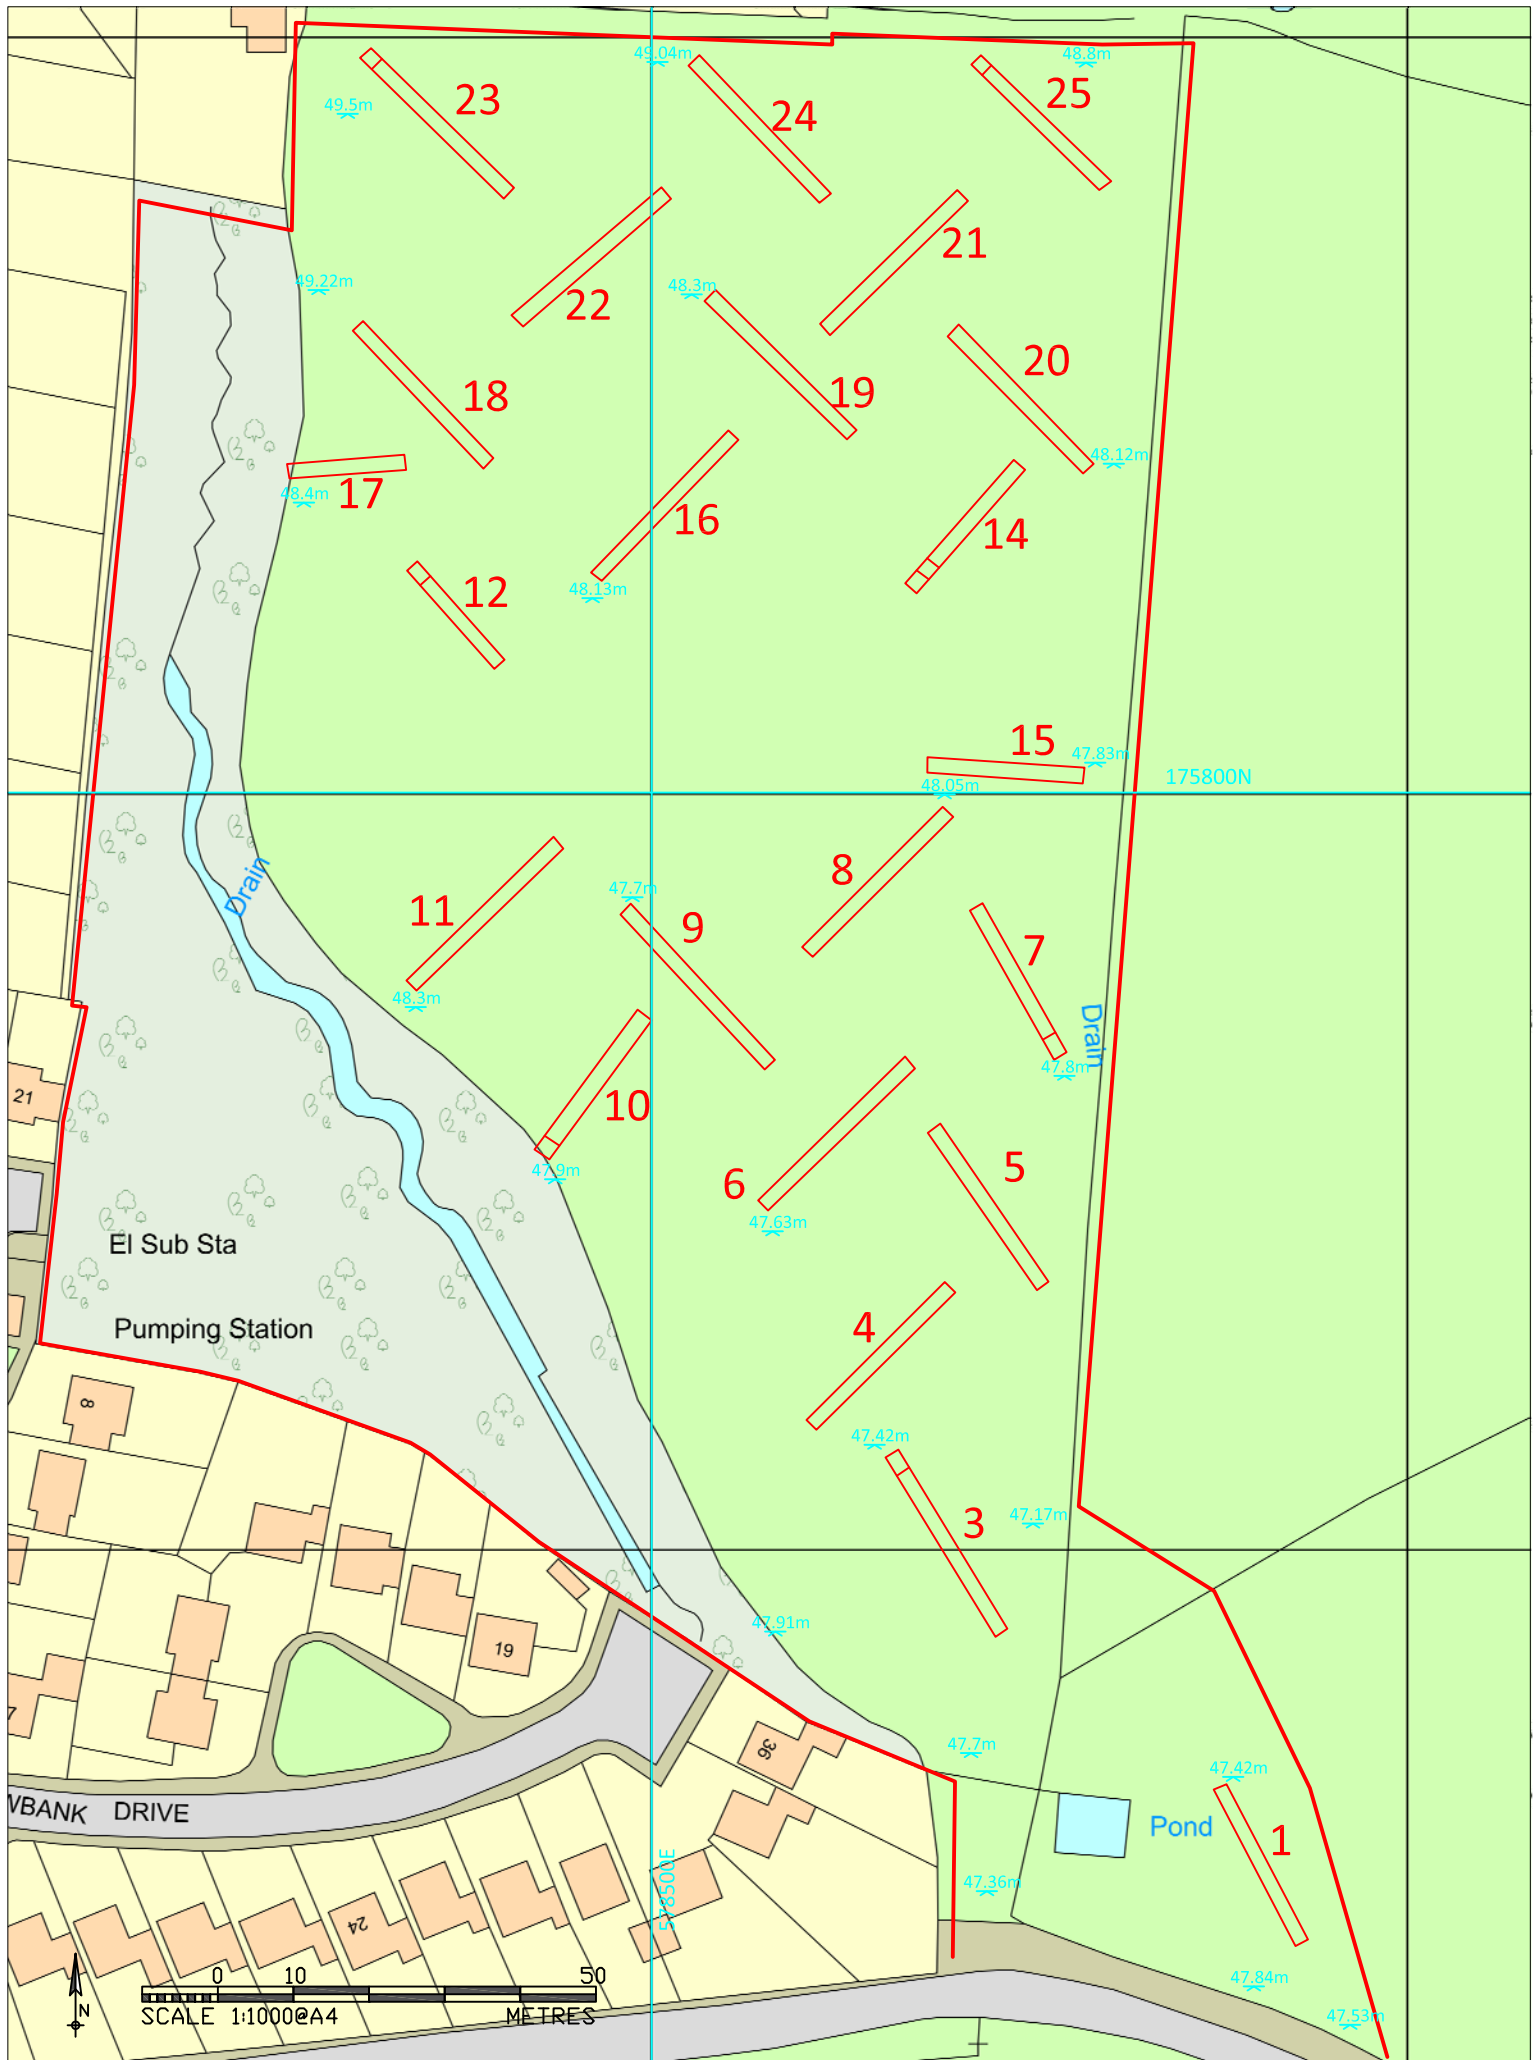 49.04m
48.8m
23
25
49.5m
24
21
49.22m
48.3m
22
20
18
19
48.12m
17
48.4m
16
14
12
48.13m
15
47.83m
175800N
48.05m
8
47.7m
Drain
11
9
7
48.3m
Drain
47.8m
21
10
5
47.9m
6
47.63m
El Sub Sta
4
Pumping Station
8
47.42m
3
47.17m
47.91m
19
7
36
47.7m
47.42m
WBANK DRIVE
Pond
1
578500E
47.36m
24
0 10 50
N
SCALE 1:1000@A4 METRES
47.84m
47.53m